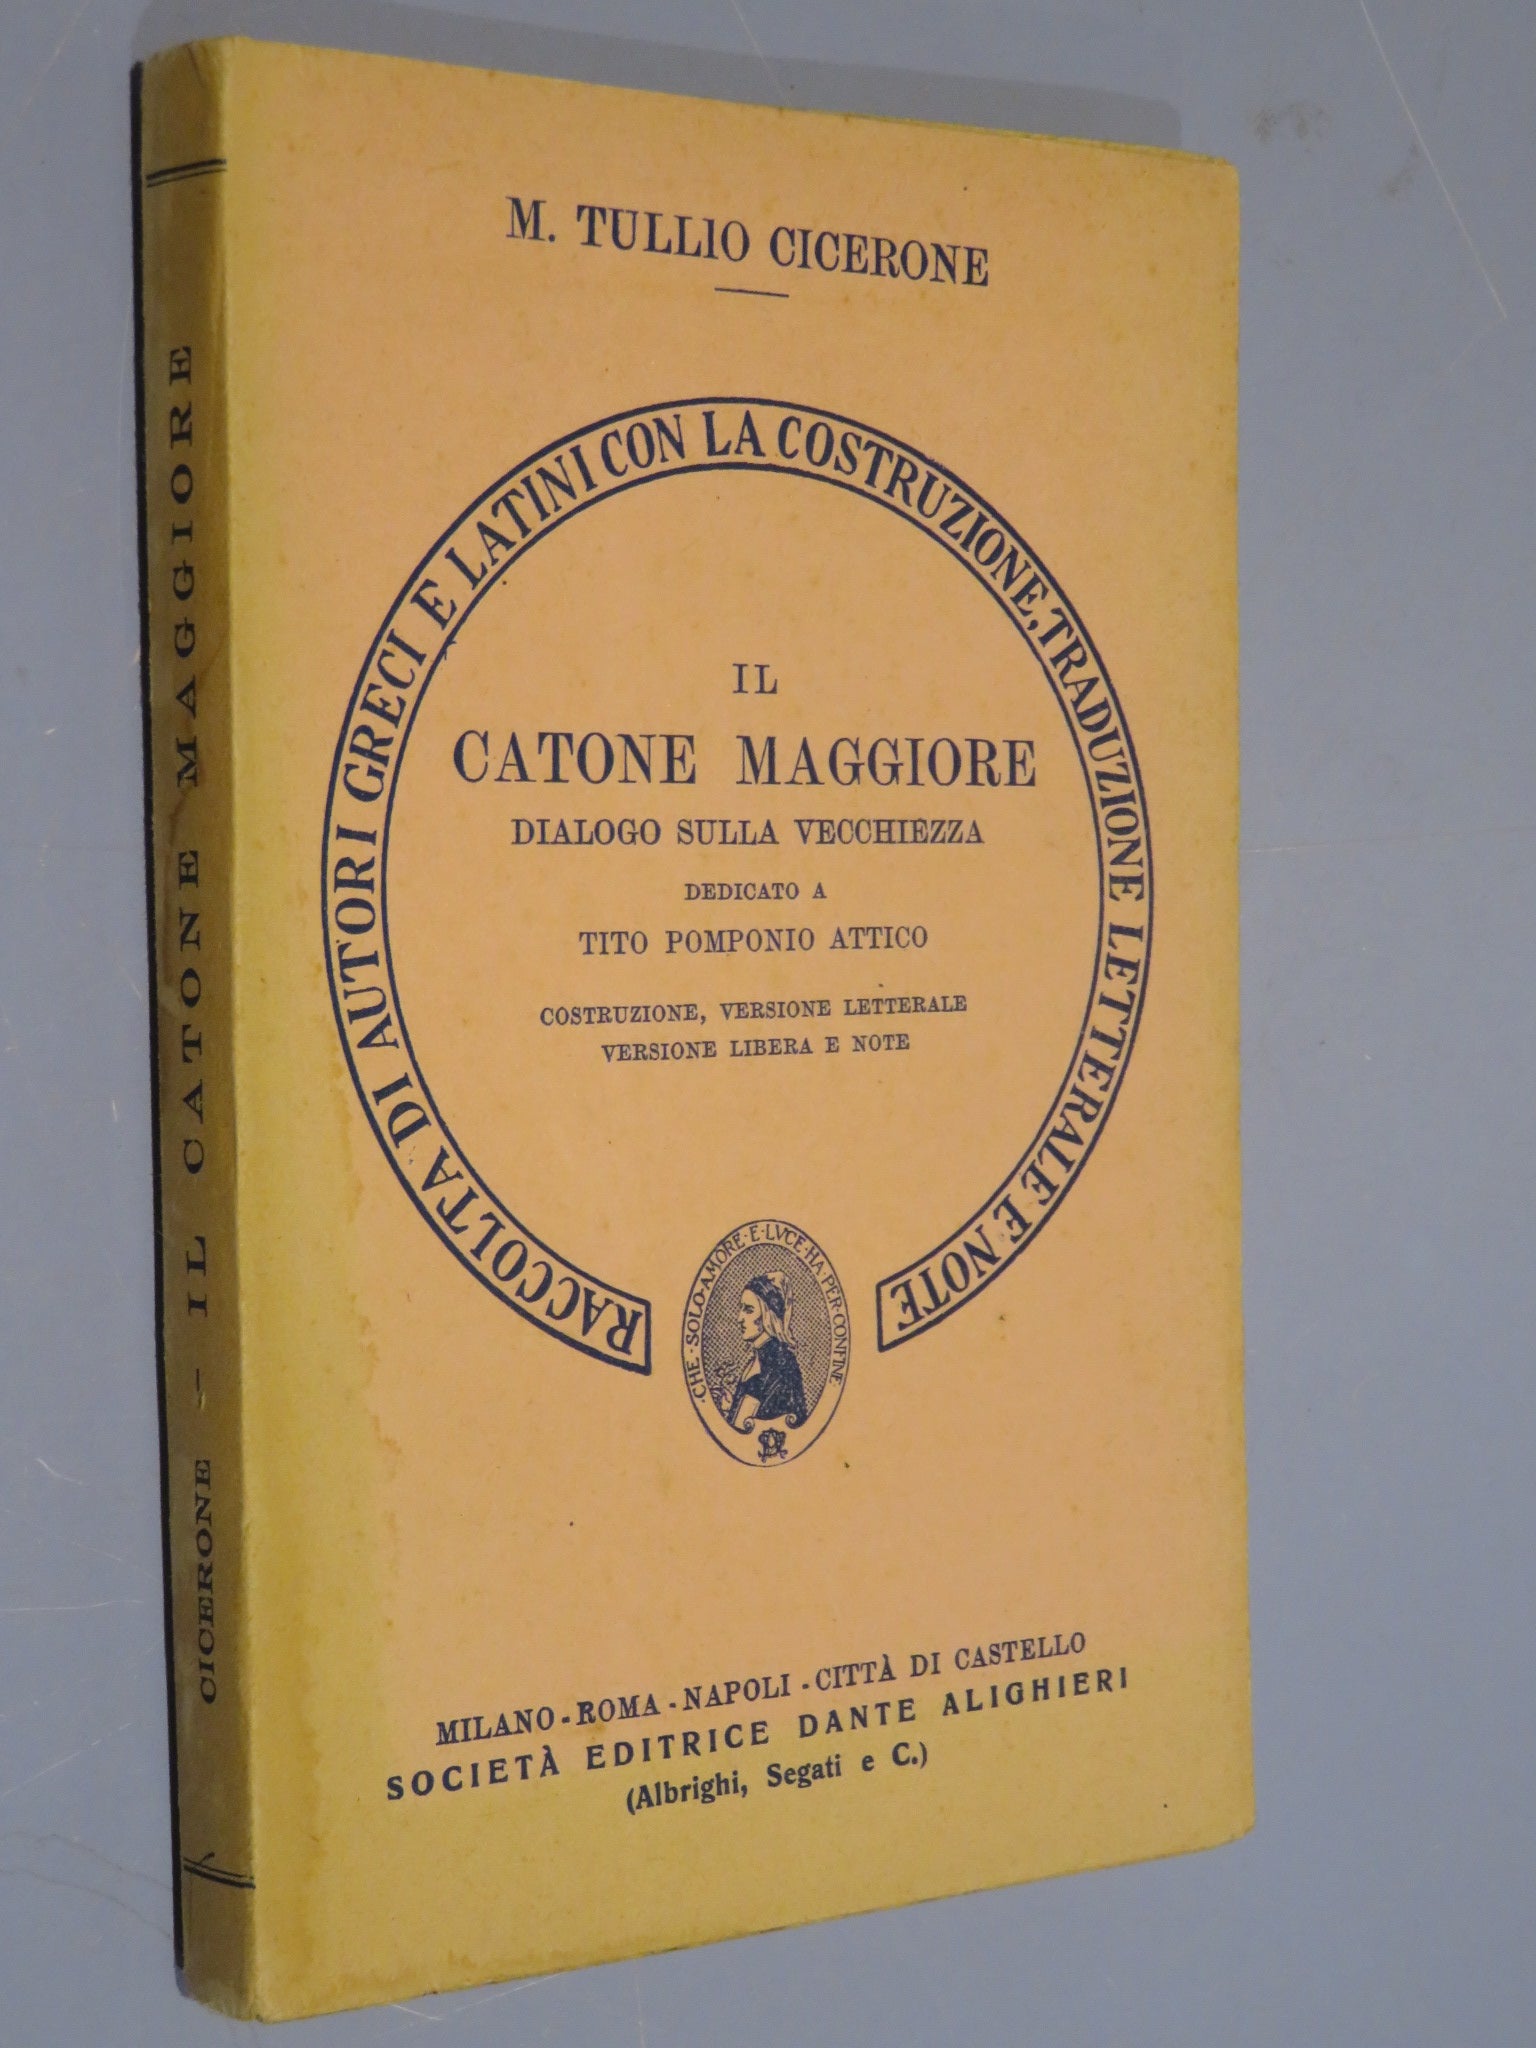 M. TULLIO CICERONE
RACCOLTA DI AUTORI GRECI E LATINI CON LA COSTRUZIONE, TRADUZIONE LETTERALE E NOTE
IL
CATONE MAGGIORE
DIALOGO SULLA VECCHIEZZA
DEDICATO A
TITO POMPONIO ATTICO
COSTRUZIONE, VERSIONE LETTERALE
VERSIONE LIBERA E NOTE
·CHE·SOLO·AMORE·E·LVCE·HA·PER·CONFINE·
MILANO - ROMA - NAPOLI - CITTÀ DI CASTELLO
SOCIETÀ EDITRICE DANTE ALIGHIERI
(Albrighi, Segati e C.)
CICERONE - IL CATONE MAGGIORE